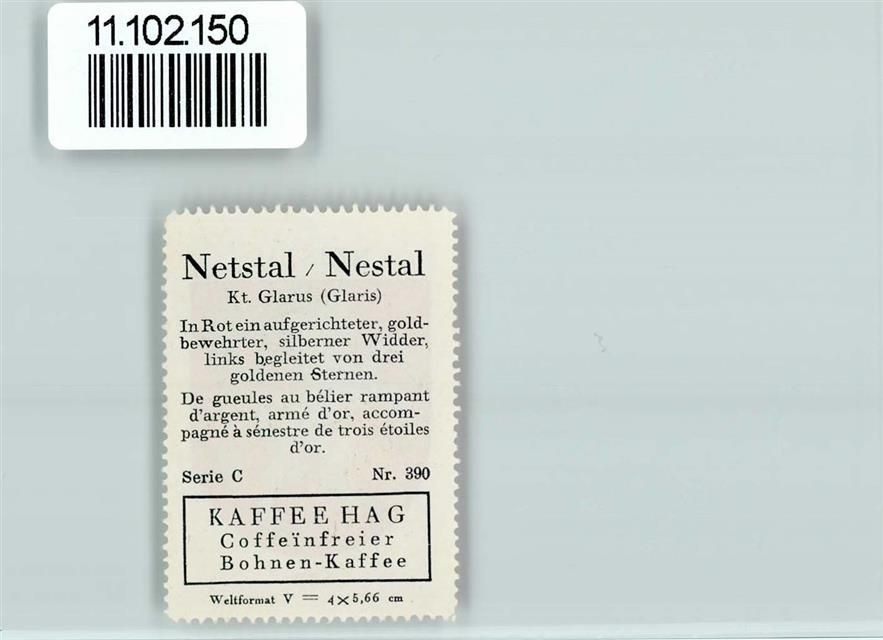 11.102.150
Netstal / Nestal
Kt. Glarus (Glaris)
In Rot ein aufgerichteter, gold-
bewehrter, silberner Widder,
links begleitet von drei
goldenen Sternen.
De gueules au bélier rampant
d'argent, armé d'or, accom-
pagné à sénestre de trois étoiles
d'or.
Serie C Nr. 390
KAFFEE HAG
Coffeïnfreier
Bohnen-Kaffee
Weltformat V = 4×5,66 cm